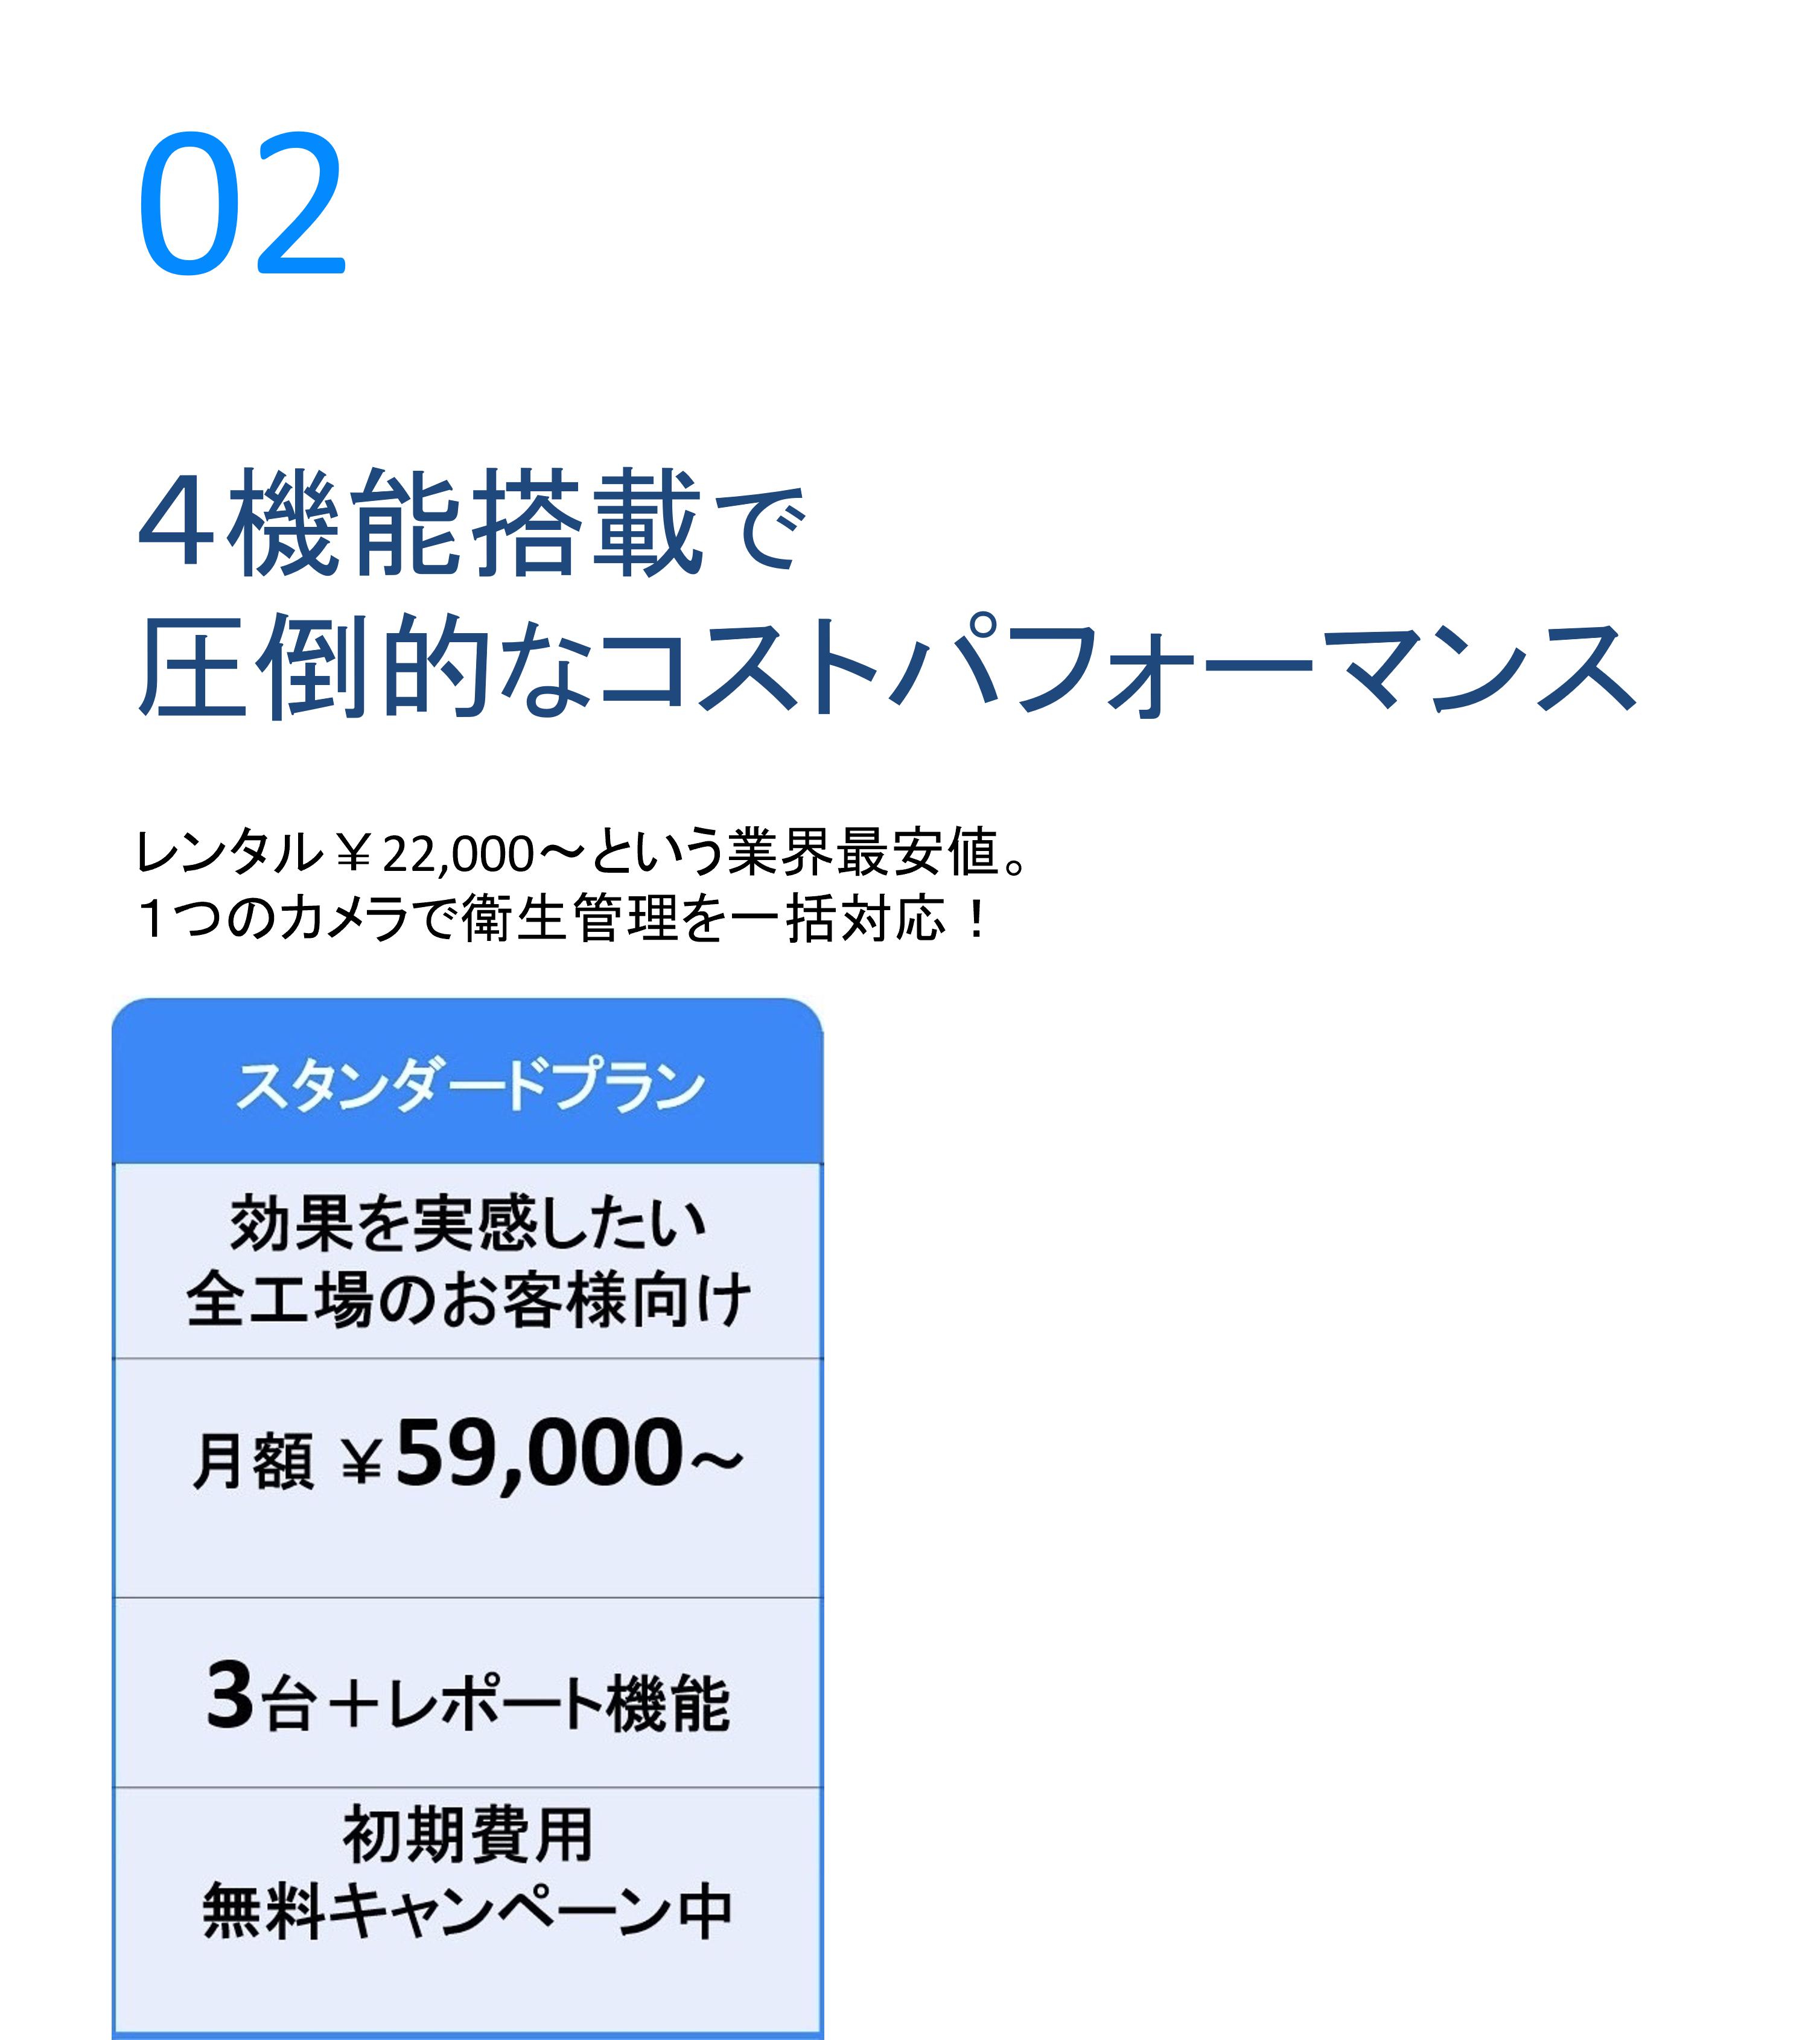 02
４機能搭載で
圧倒的なコストパフォーマンス
レンタル￥22,000～という業界最安値。
１つのカメラで衛生管理を一括対応！
スタンダードプラン
効果を実感したい
全工場のお客様向け
月額 ￥59,000～
3台＋レポート機能
初期費用
無料キャンペーン中